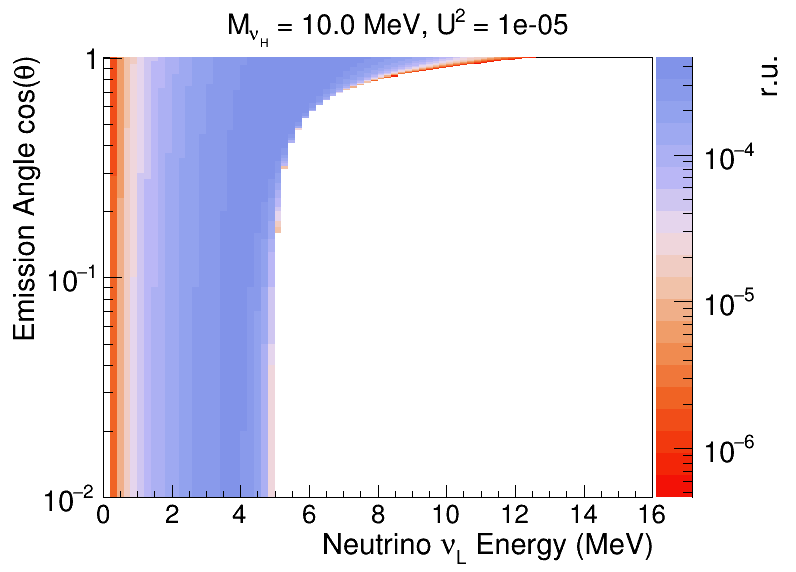 M_{ν_H} = 10.0 MeV, U² = 1e-05
Emission Angle cos(θ)
1
10⁻¹
10⁻²
0 2 4 6 8 10 12 14 16
Neutrino ν_L Energy (MeV)
r.u.
10⁻⁴
10⁻⁵
10⁻⁶